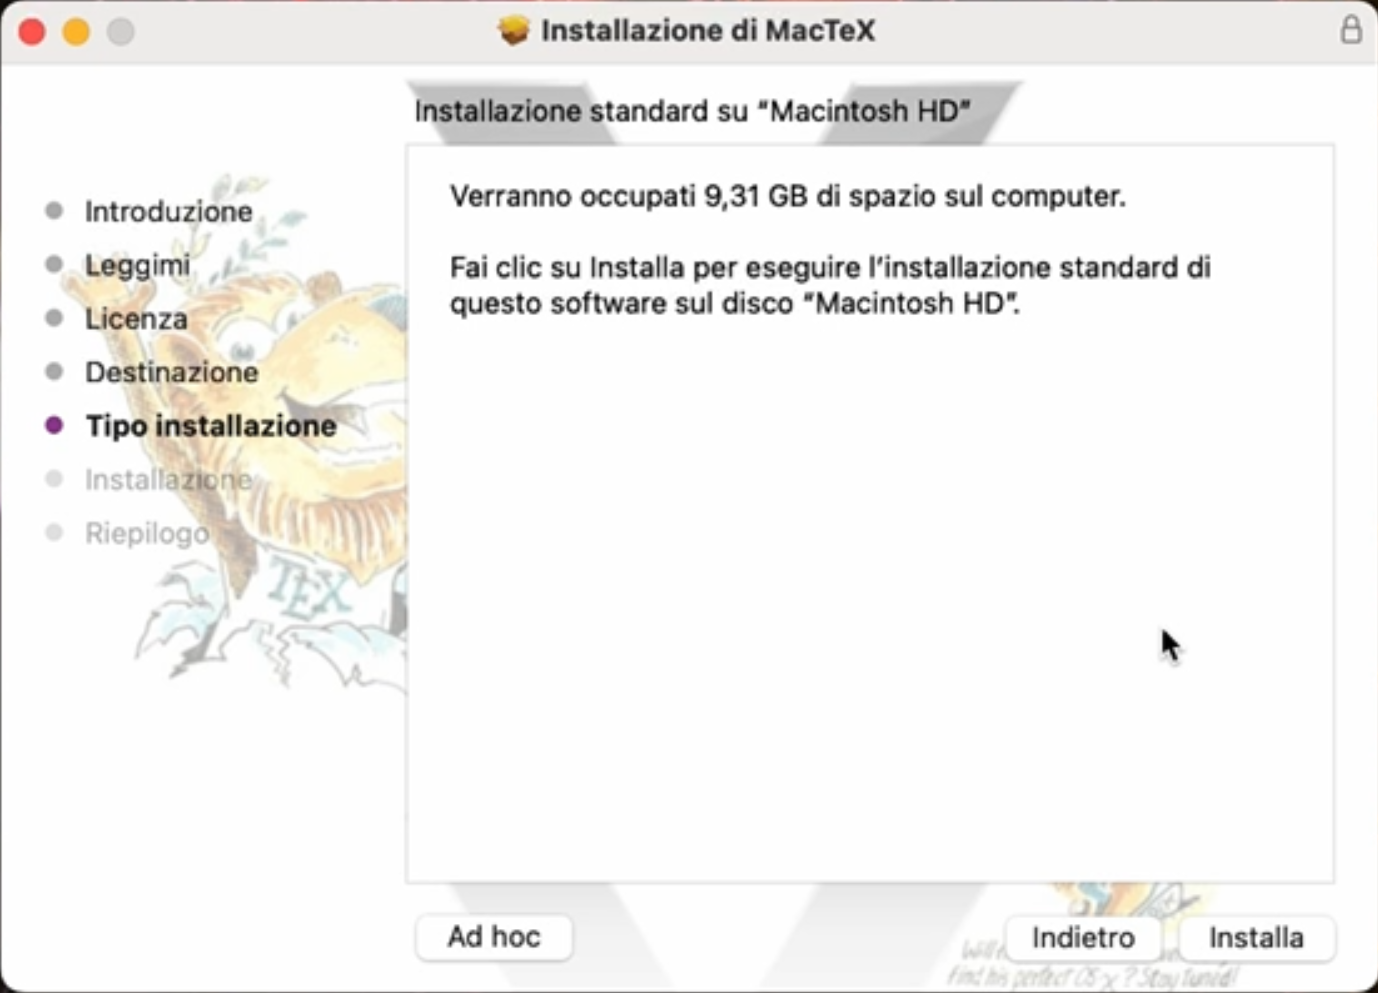 Installazione di MacTeX
Installazione standard su “Macintosh HD”
Introduzione
Leggimi
Licenza
Destinazione
Tipo installazione
Installazione
Riepilogo
Verranno occupati 9,31 GB di spazio sul computer.
Fai clic su Installa per eseguire l’installazione standard di
questo software sul disco “Macintosh HD”.
TEX
Ad hoc
Indietro
Installa
find his perfect OS X? Stay tuned!